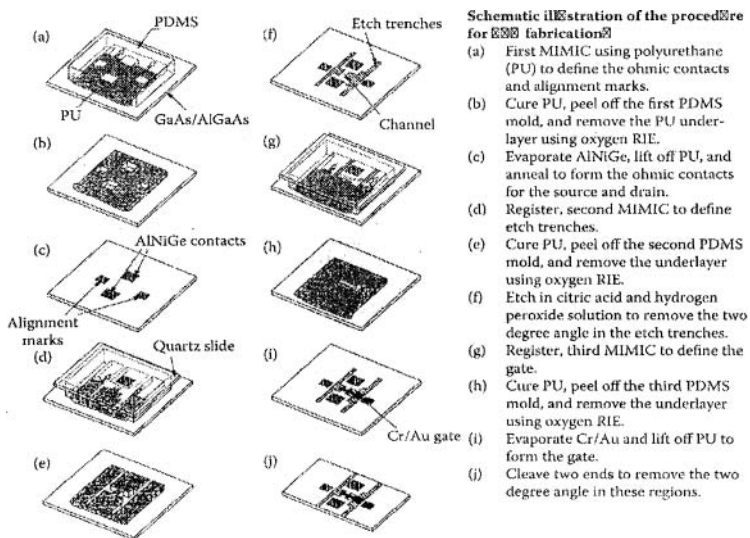 PDMS
(a)
PU
GaAs/AlGaAs
(b)
(c)
AlNiGe contacts
Alignment
marks
(d)
Quartz slide
(e)
(f)
Etch trenches
Channel
(g)
(h)
(i)
Cr/Au gate
(j)
Schematic
for fabrication
(a) First MIMIC using polyurethane
(PU) to define the ohmic contacts
and alignment marks.
(b) Cure PU, peel off the first PDMS
mold, and remove the PU under-
layer using oxygen RIE.
(c) Evaporate AlNiGe, lift off PU, and
anneal to form the ohmic contacts
for the source and drain.
(d) Register, second MIMIC to define
etch trenches.
(e) Cure PU, peel off the second PDMS
mold, and remove the underlayer
using oxygen RIE.
(f) Etch in citric acid and hydrogen
peroxide solution to remove the two
degree angle in the etch trenches.
(g) Register, third MIMIC to define the
gate.
(h) Cure PU, peel off the third PDMS
mold, and remove the underlayer
using oxygen RIE.
(i) Evaporate Cr/Au and lift off PU to
form the gate.
(j) Cleave two ends to remove the two
degree angle in these regions.